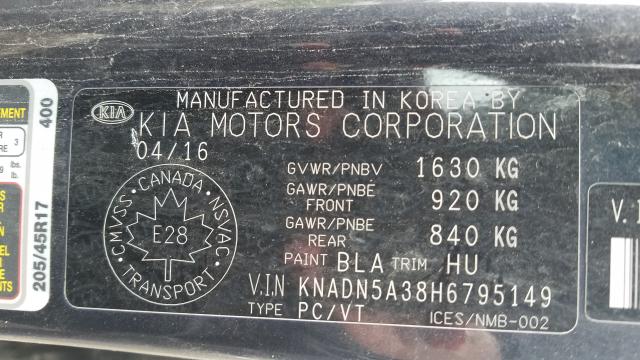 MANUFACTURED IN KOREA BY
KIA
KIA MOTORS CORPORATION
04/16
GVWR/PNBV 1630 KG
GAWR/PNBE FRONT 920 KG
GAWR/PNBE REAR 840 KG
PAINT BLA TRIM HU
V.I.N KNADN5A38H6795149
TYPE PC/VT ICES/NMB-002
CANADA
CMVSS
NSVAC
E28
TRANSPORT
400
205/45R17
3
lbs.
V.I